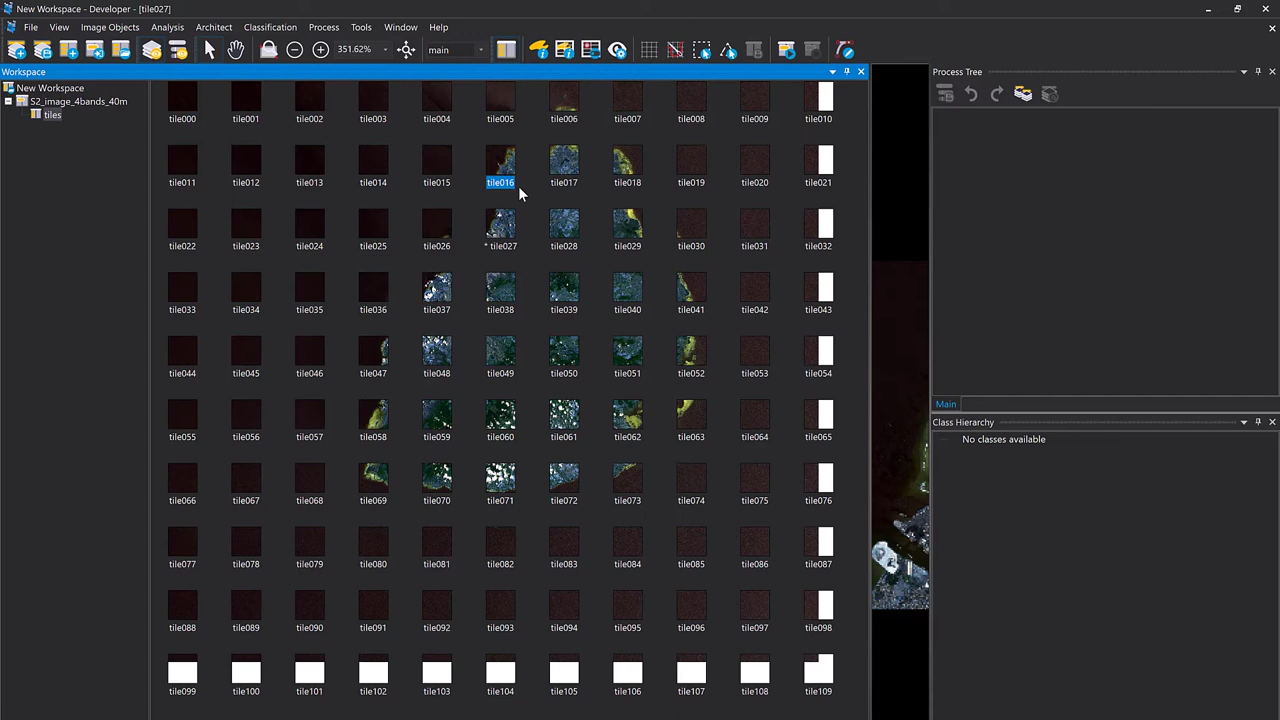 New Workspace - Developer - [tile027]
File View Image Objects Analysis Architect Classification Process Tools Window Help
351.62% main
Workspace
New Workspace
S2_image_4bands_40m
tiles
tile000 tile001 tile002 tile003 tile004 tile005 tile006 tile007 tile008 tile009 tile010
tile011 tile012 tile013 tile014 tile015 tile016 tile017 tile018 tile019 tile020 tile021
tile022 tile023 tile024 tile025 tile026 * tile027 tile028 tile029 tile030 tile031 tile032
tile033 tile034 tile035 tile036 tile037 tile038 tile039 tile040 tile041 tile042 tile043
tile044 tile045 tile046 tile047 tile048 tile049 tile050 tile051 tile052 tile053 tile054
tile055 tile056 tile057 tile058 tile059 tile060 tile061 tile062 tile063 tile064 tile065
tile066 tile067 tile068 tile069 tile070 tile071 tile072 tile073 tile074 tile075 tile076
tile077 tile078 tile079 tile080 tile081 tile082 tile083 tile084 tile085 tile086 tile087
tile088 tile089 tile090 tile091 tile092 tile093 tile094 tile095 tile096 tile097 tile098
tile099 tile100 tile101 tile102 tile103 tile104 tile105 tile106 tile107 tile108 tile109
Process Tree
Main
Class Hierarchy
No classes available